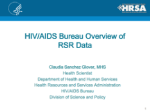 HRSA
HIV/AIDS Bureau Overview of
RSR Data
Claudia Sanchez Glover, MHS
Health Scientist
Department of Health and Human Services
Health Resources and Services Administration
HIV/AIDS Bureau
Division of Science and Policy